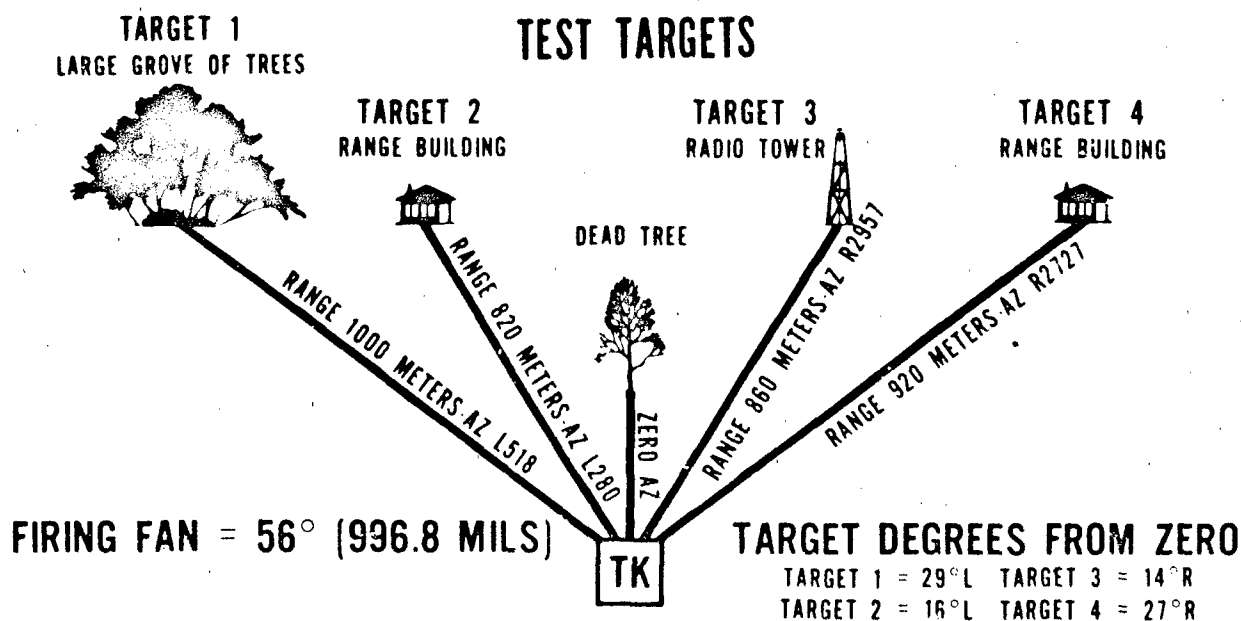 TEST TARGETS
TARGET 1
LARGE GROVE OF TREES
TARGET 2
RANGE BUILDING
TARGET 3
RADIO TOWER
TARGET 4
RANGE BUILDING
DEAD TREE
RANGE 1000 METERS-AZ L518
RANGE 820 METERS-AZ L280
ZERO AZ
RANGE 860 METERS-AZ R2957
RANGE 920 METERS-AZ R2727
FIRING FAN = 56° (996.8 MILS)
TK
TARGET DEGREES FROM ZERO
TARGET 1 = 29°L TARGET 3 = 14°R
TARGET 2 = 16°L TARGET 4 = 27°R